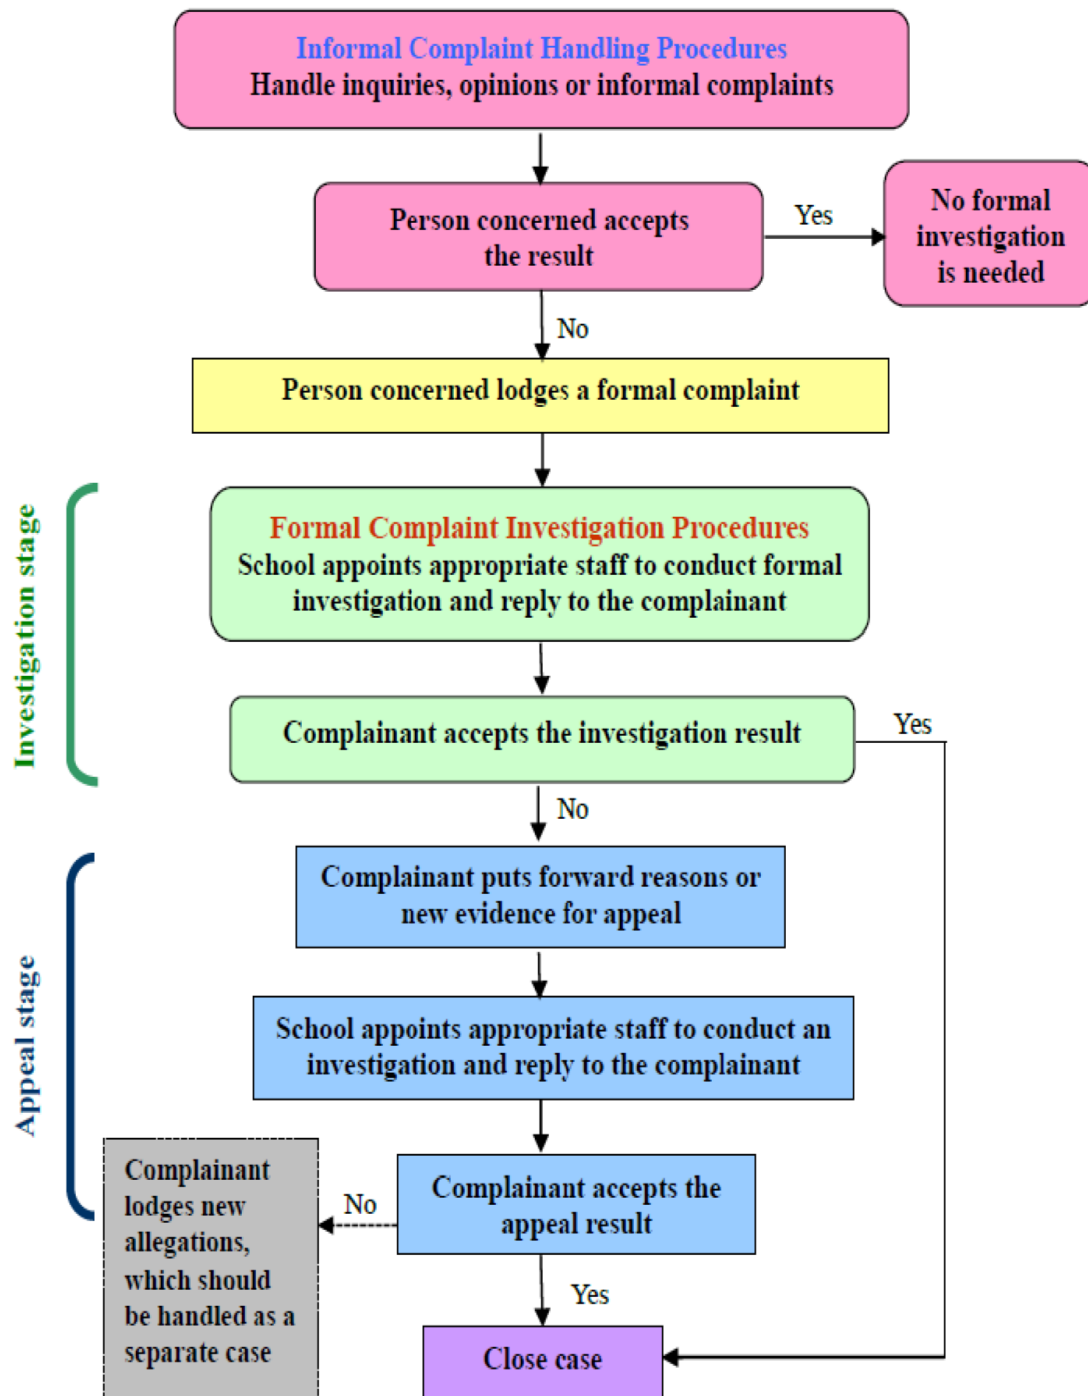 Informal Complaint Handling Procedures
Handle inquiries, opinions or informal complaints
Person concerned accepts
the result
Yes
No formal
investigation
is needed
No
Person concerned lodges a formal complaint
Investigation stage
Formal Complaint Investigation Procedures
School appoints appropriate staff to conduct formal
investigation and reply to the complainant
Complainant accepts the investigation result
Yes
No
Appeal stage
Complainant puts forward reasons or
new evidence for appeal
School appoints appropriate staff to conduct an
investigation and reply to the complainant
Complainant accepts the
appeal result
No
Complainant
lodges new
allegations,
which should
be handled as a
separate case
Yes
Close case